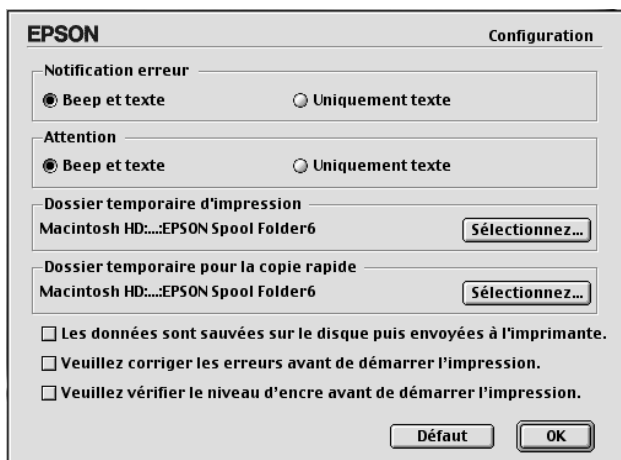 EPSON Configuration
Notification erreur
Beep et texte Uniquement texte
Attention
Beep et texte Uniquement texte
Dossier temporaire d'impression
Macintosh HD:...:EPSON Spool Folder6 Sélectionnez...
Dossier temporaire pour la copie rapide
Macintosh HD:...:EPSON Spool Folder6 Sélectionnez...
Les données sont sauvées sur le disque puis envoyées à l'imprimante.
Veuillez corriger les erreurs avant de démarrer l’impression.
Veuillez vérifier le niveau d’encre avant de démarrer l’impression.
Défaut OK